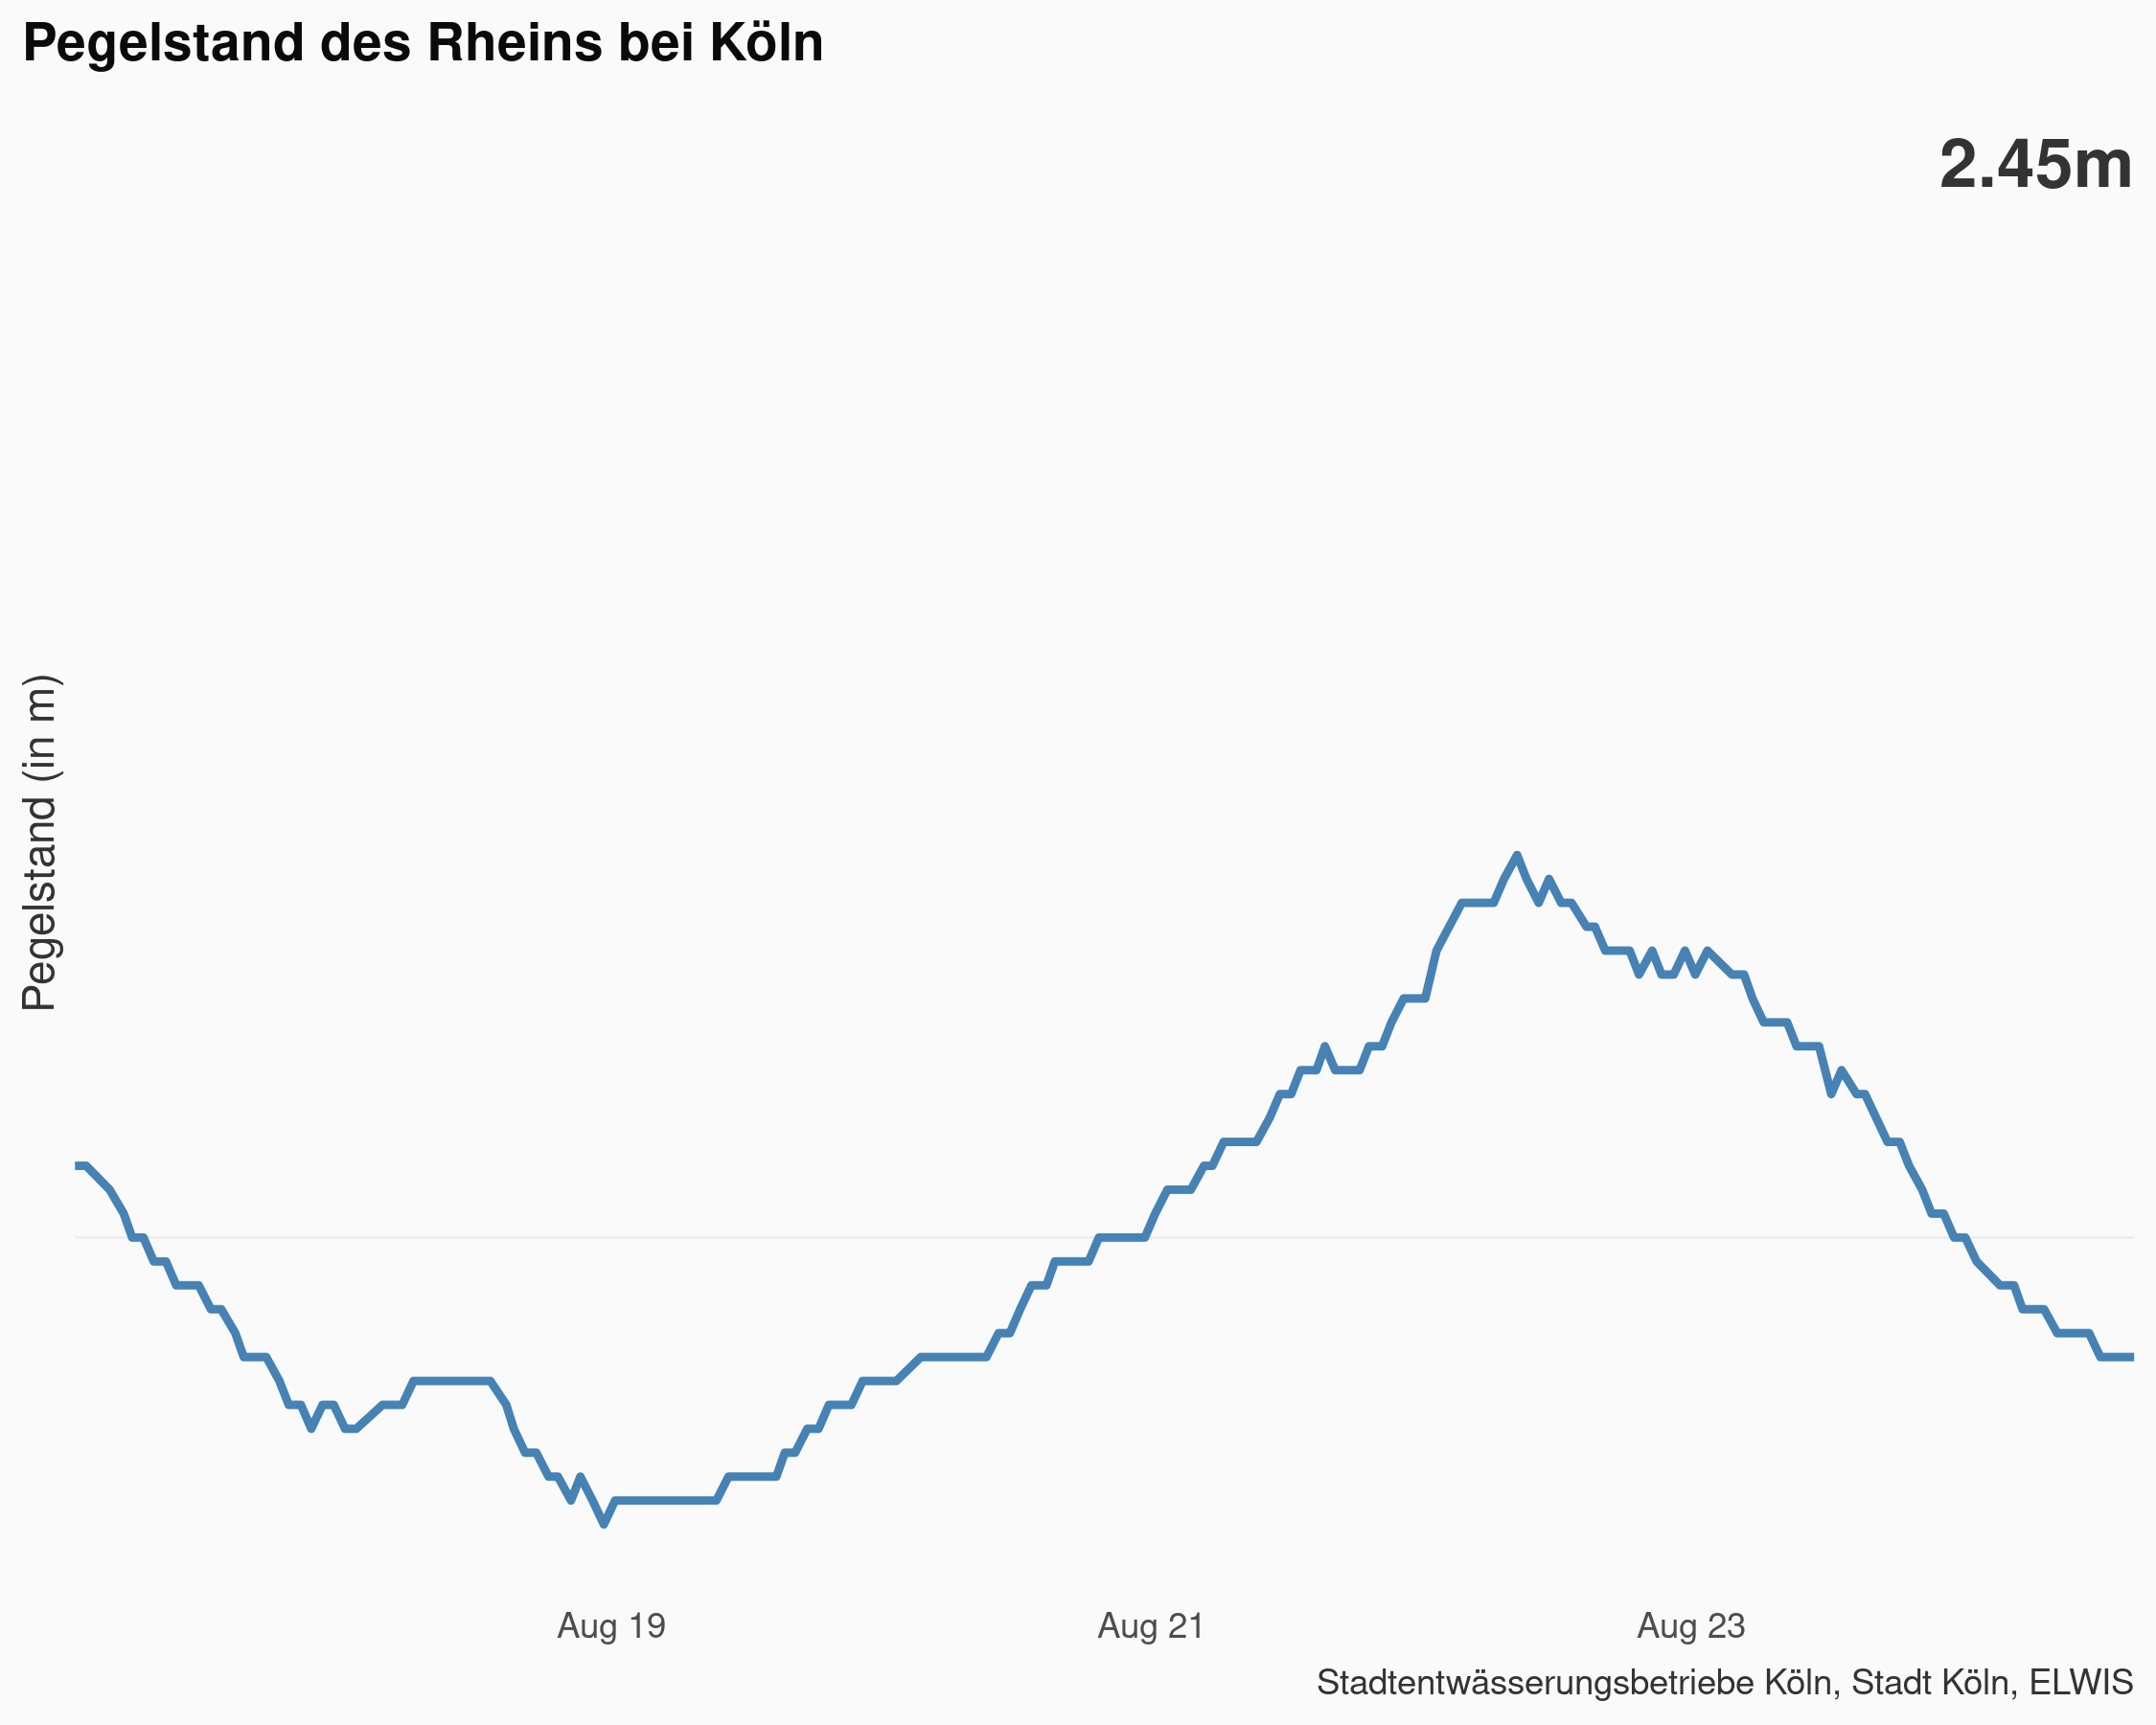 Pegelstand des Rheins bei Köln
2.45m
Pegelstand (in m)
Aug 19
Aug 21
Aug 23
Stadtentwässerungsbetriebe Köln, Stadt Köln, ELWIS